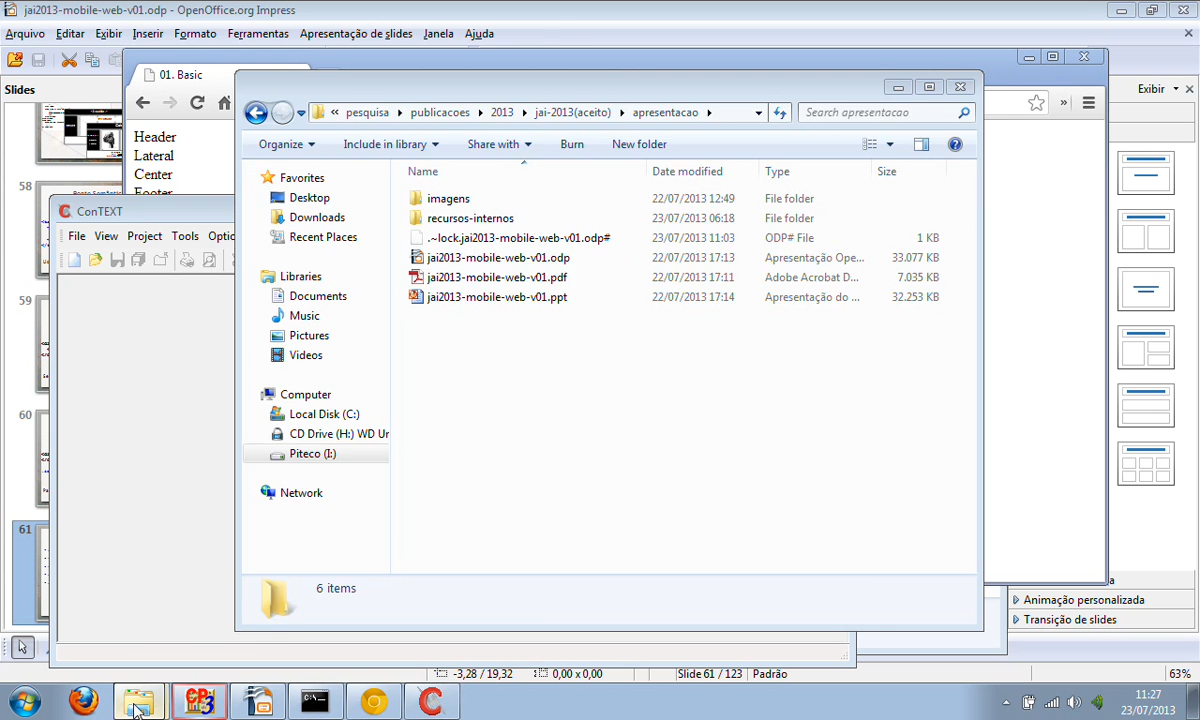 jai2013-mobile-web-v01.odp - OpenOffice.org Impress
Arquivo Editar Exibir Inserir Formato Ferramentas Apresentação de slides Janela Ajuda
Slides
58
59
60
61
01. Basic
Header
Lateral
Center
Footer
ConTEXT
File View Project Tools Optio
« pesquisa publicacoes 2013 jai-2013(aceito) apresentacao
Search apresentacao
Organize Include in library Share with Burn New folder
Favorites
Desktop
Downloads
Recent Places
Libraries
Documents
Music
Pictures
Videos
Computer
Local Disk (C:)
CD Drive (H:) WD Un
Piteco (I:)
Network
Name Date modified Type Size
imagens 22/07/2013 12:49 File folder
recursos-internos 23/07/2013 06:18 File folder
.~lock.jai2013-mobile-web-v01.odp# 23/07/2013 11:03 ODP# File 1 KB
jai2013-mobile-web-v01.odp 22/07/2013 17:13 Apresentação Ope... 33.077 KB
jai2013-mobile-web-v01.pdf 22/07/2013 17:11 Adobe Acrobat D... 7.035 KB
jai2013-mobile-web-v01.ppt 22/07/2013 17:14 Apresentação do ... 32.253 KB
6 items
»
Exibir
Animação personalizada
Transição de slides
-3,28 / 19,32 0,00 x 0,00 Slide 61 / 123 Padrão 63%
11:27
23/07/2013